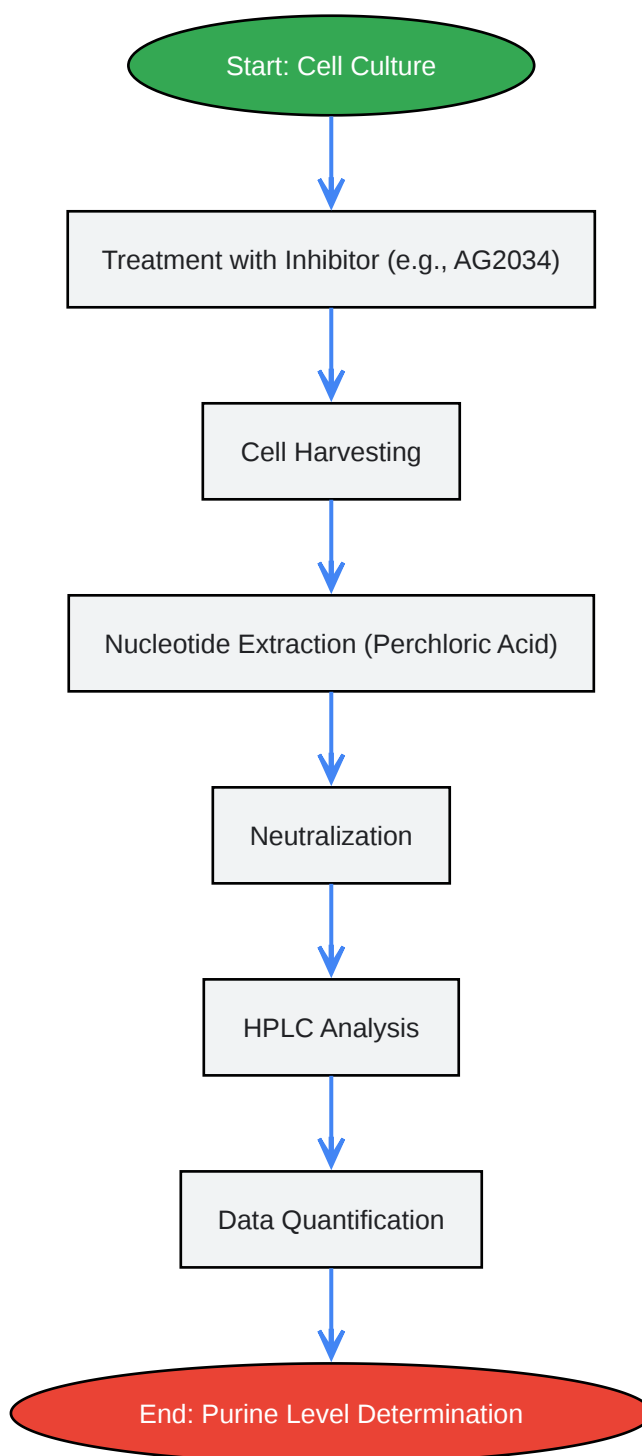 Start: Cell Culture
Treatment with Inhibitor (e.g., AG2034)
Cell Harvesting
Nucleotide Extraction (Perchloric Acid)
Neutralization
HPLC Analysis
Data Quantification
End: Purine Level Determination